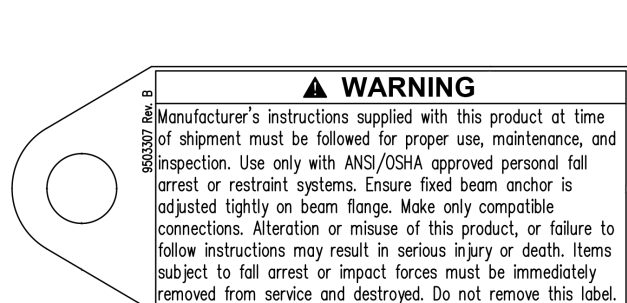 WARNING
9503307 Rev. B
Manufacturer's instructions supplied with this product at time
of shipment must be followed for proper use, maintenance, and
inspection. Use only with ANSI/OSHA approved personal fall
arrest or restraint systems. Ensure fixed beam anchor is
adjusted tightly on beam flange. Make only compatible
connections. Alteration or misuse of this product, or failure to
follow instructions may result in serious injury or death. Items
subject to fall arrest or impact forces must be immediately
removed from service and destroyed. Do not remove this label.